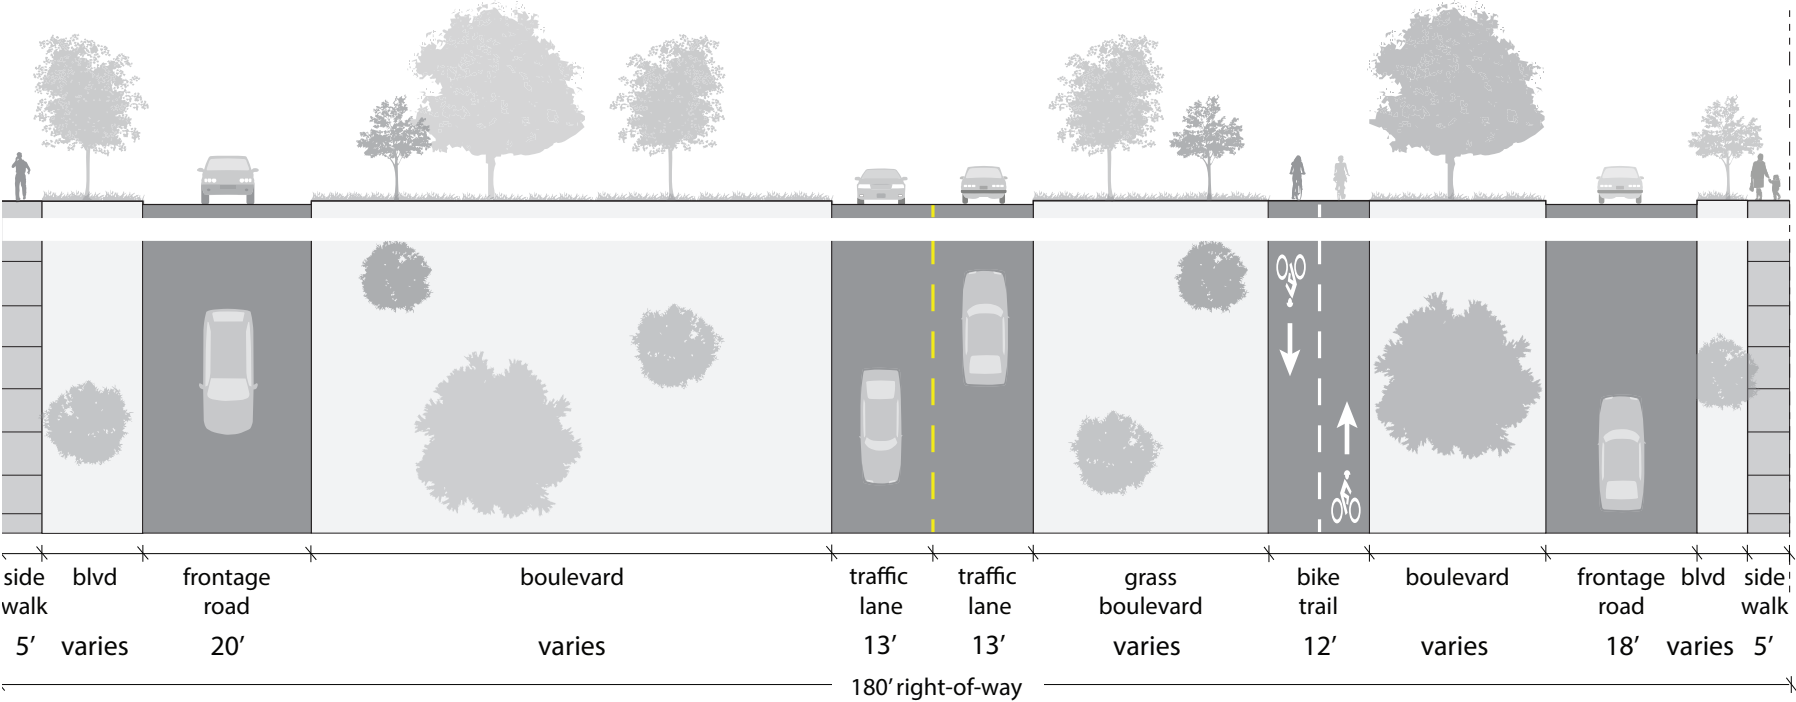 side blvd frontage boulevard traffic traffic grass bike boulevard frontage blvd side
walk road lane lane boulevard trail road walk
5′ varies 20′ varies 13′ 13′ varies 12′ varies 18′ varies 5′
180′ right-of-way